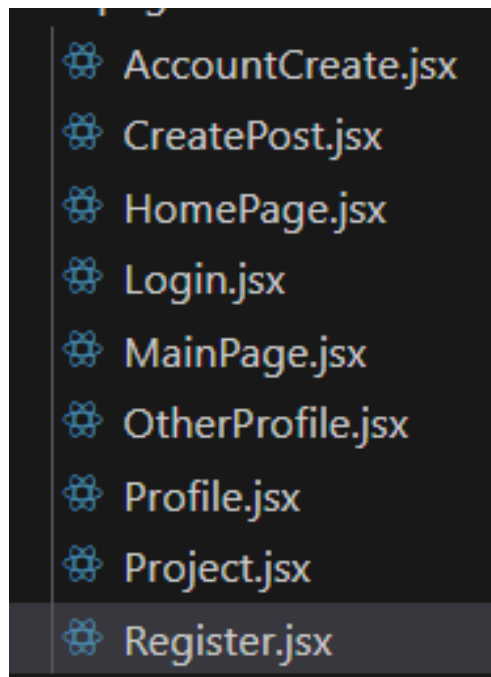 AccountCreate.jsx
CreatePost.jsx
HomePage.jsx
Login.jsx
MainPage.jsx
OtherProfile.jsx
Profile.jsx
Project.jsx
Register.jsx